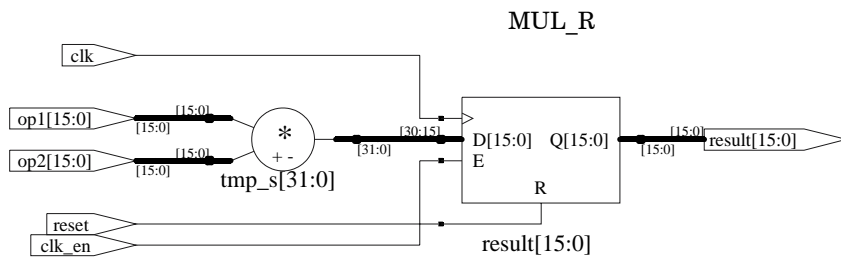 MUL_R
clk
op1[15:0]
[15:0]
[15:0]
op2[15:0]
[15:0]
[15:0]
*
+ -
tmp_s[31:0]
[31:0]
[30:15]
D[15:0]
Q[15:0]
E
R
result[15:0]
[15:0]
[15:0]
result[15:0]
reset
clk_en